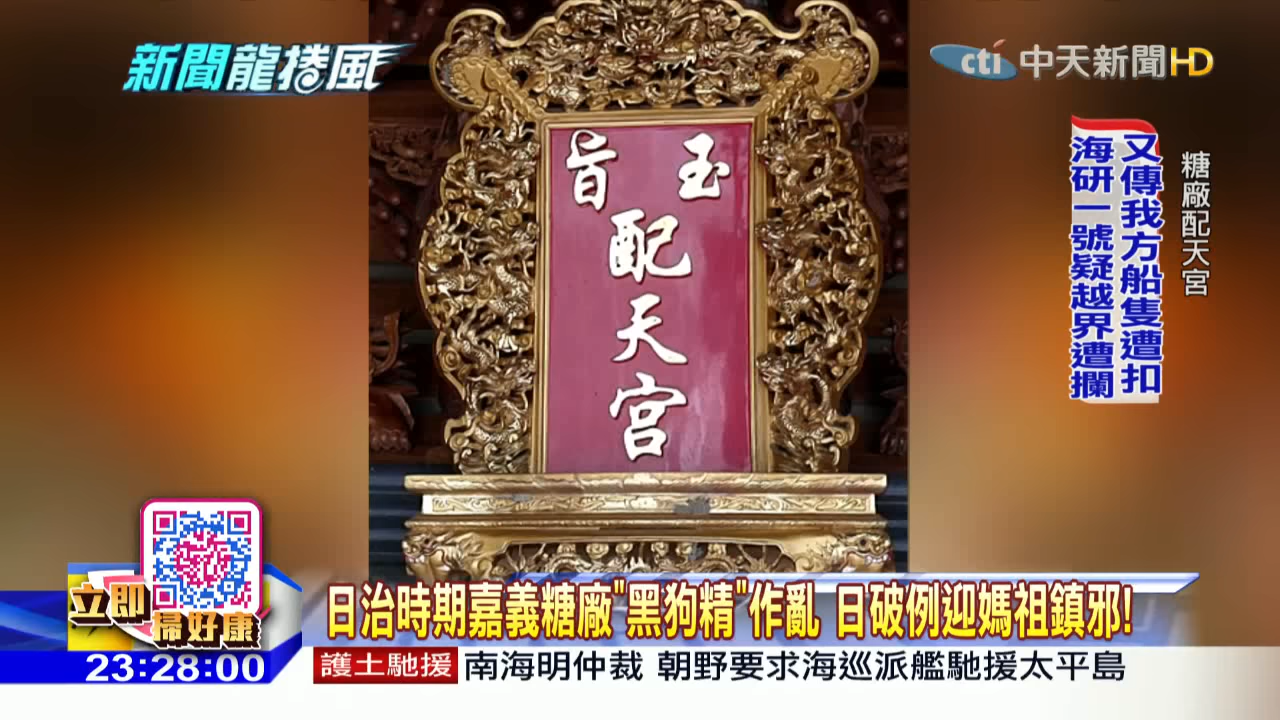 新聞龍捲風
cti中天新聞HD
糖廠配天宮
又傳我方船隻遭扣
海研一號疑越界遭攔
玉旨
配天宮
立即
掃好康
日治時期嘉義糖廠"黑狗精"作亂 日破例迎媽祖鎮邪!
23:28:00
護土馳援 南海明仲裁 朝野要求海巡派艦馳援太平島